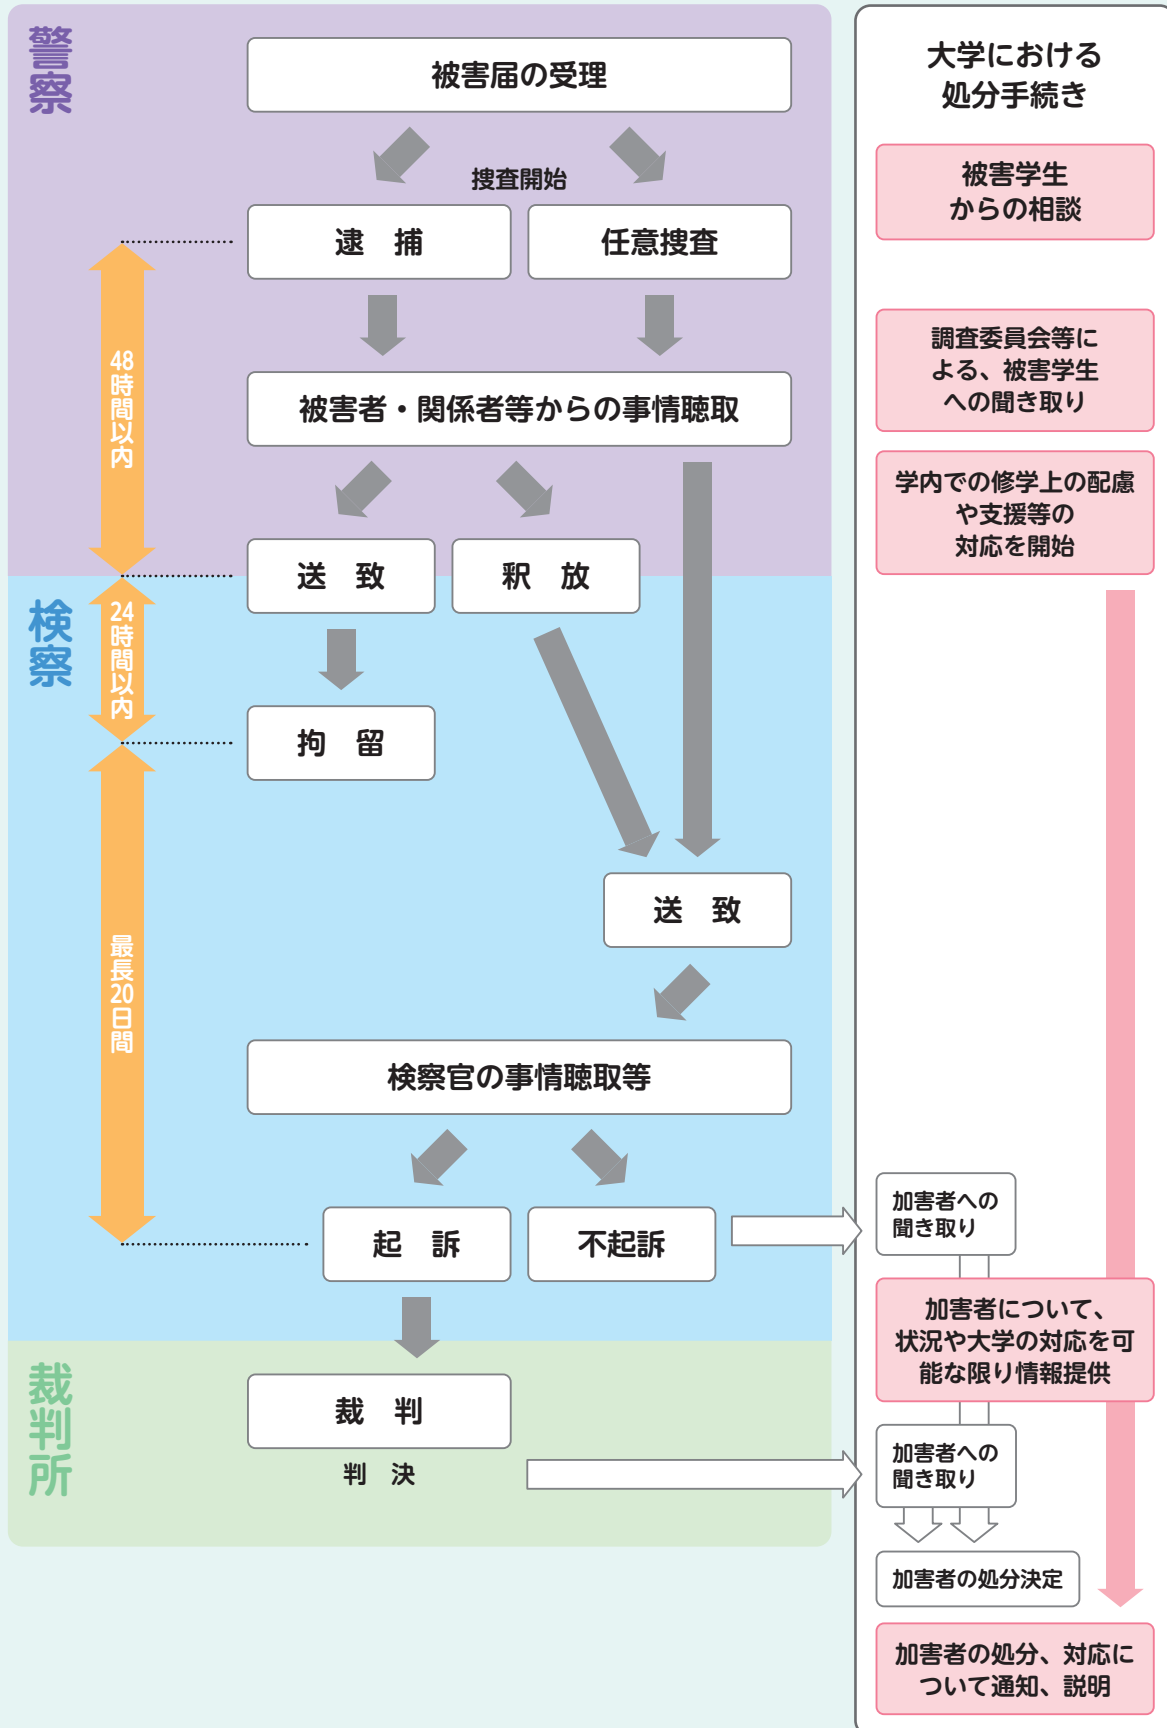 警察
被害届の受理
捜査開始
逮　捕
任意捜査
48時間以内
被害者・関係者等からの事情聴取
送　致
釈　放
検察
24時間以内
拘　留
最長20日間
送　致
検察官の事情聴取等
起　訴
不起訴
裁判所
裁　判
判　決
大学における
処分手続き
被害学生
からの相談
調査委員会等に
よる、被害学生
への聞き取り
学内での修学上の配慮
や支援等の
対応を開始
加害者への
聞き取り
加害者について、
状況や大学の対応を可
能な限り情報提供
加害者への
聞き取り
加害者の処分決定
加害者の処分、対応に
ついて通知、説明